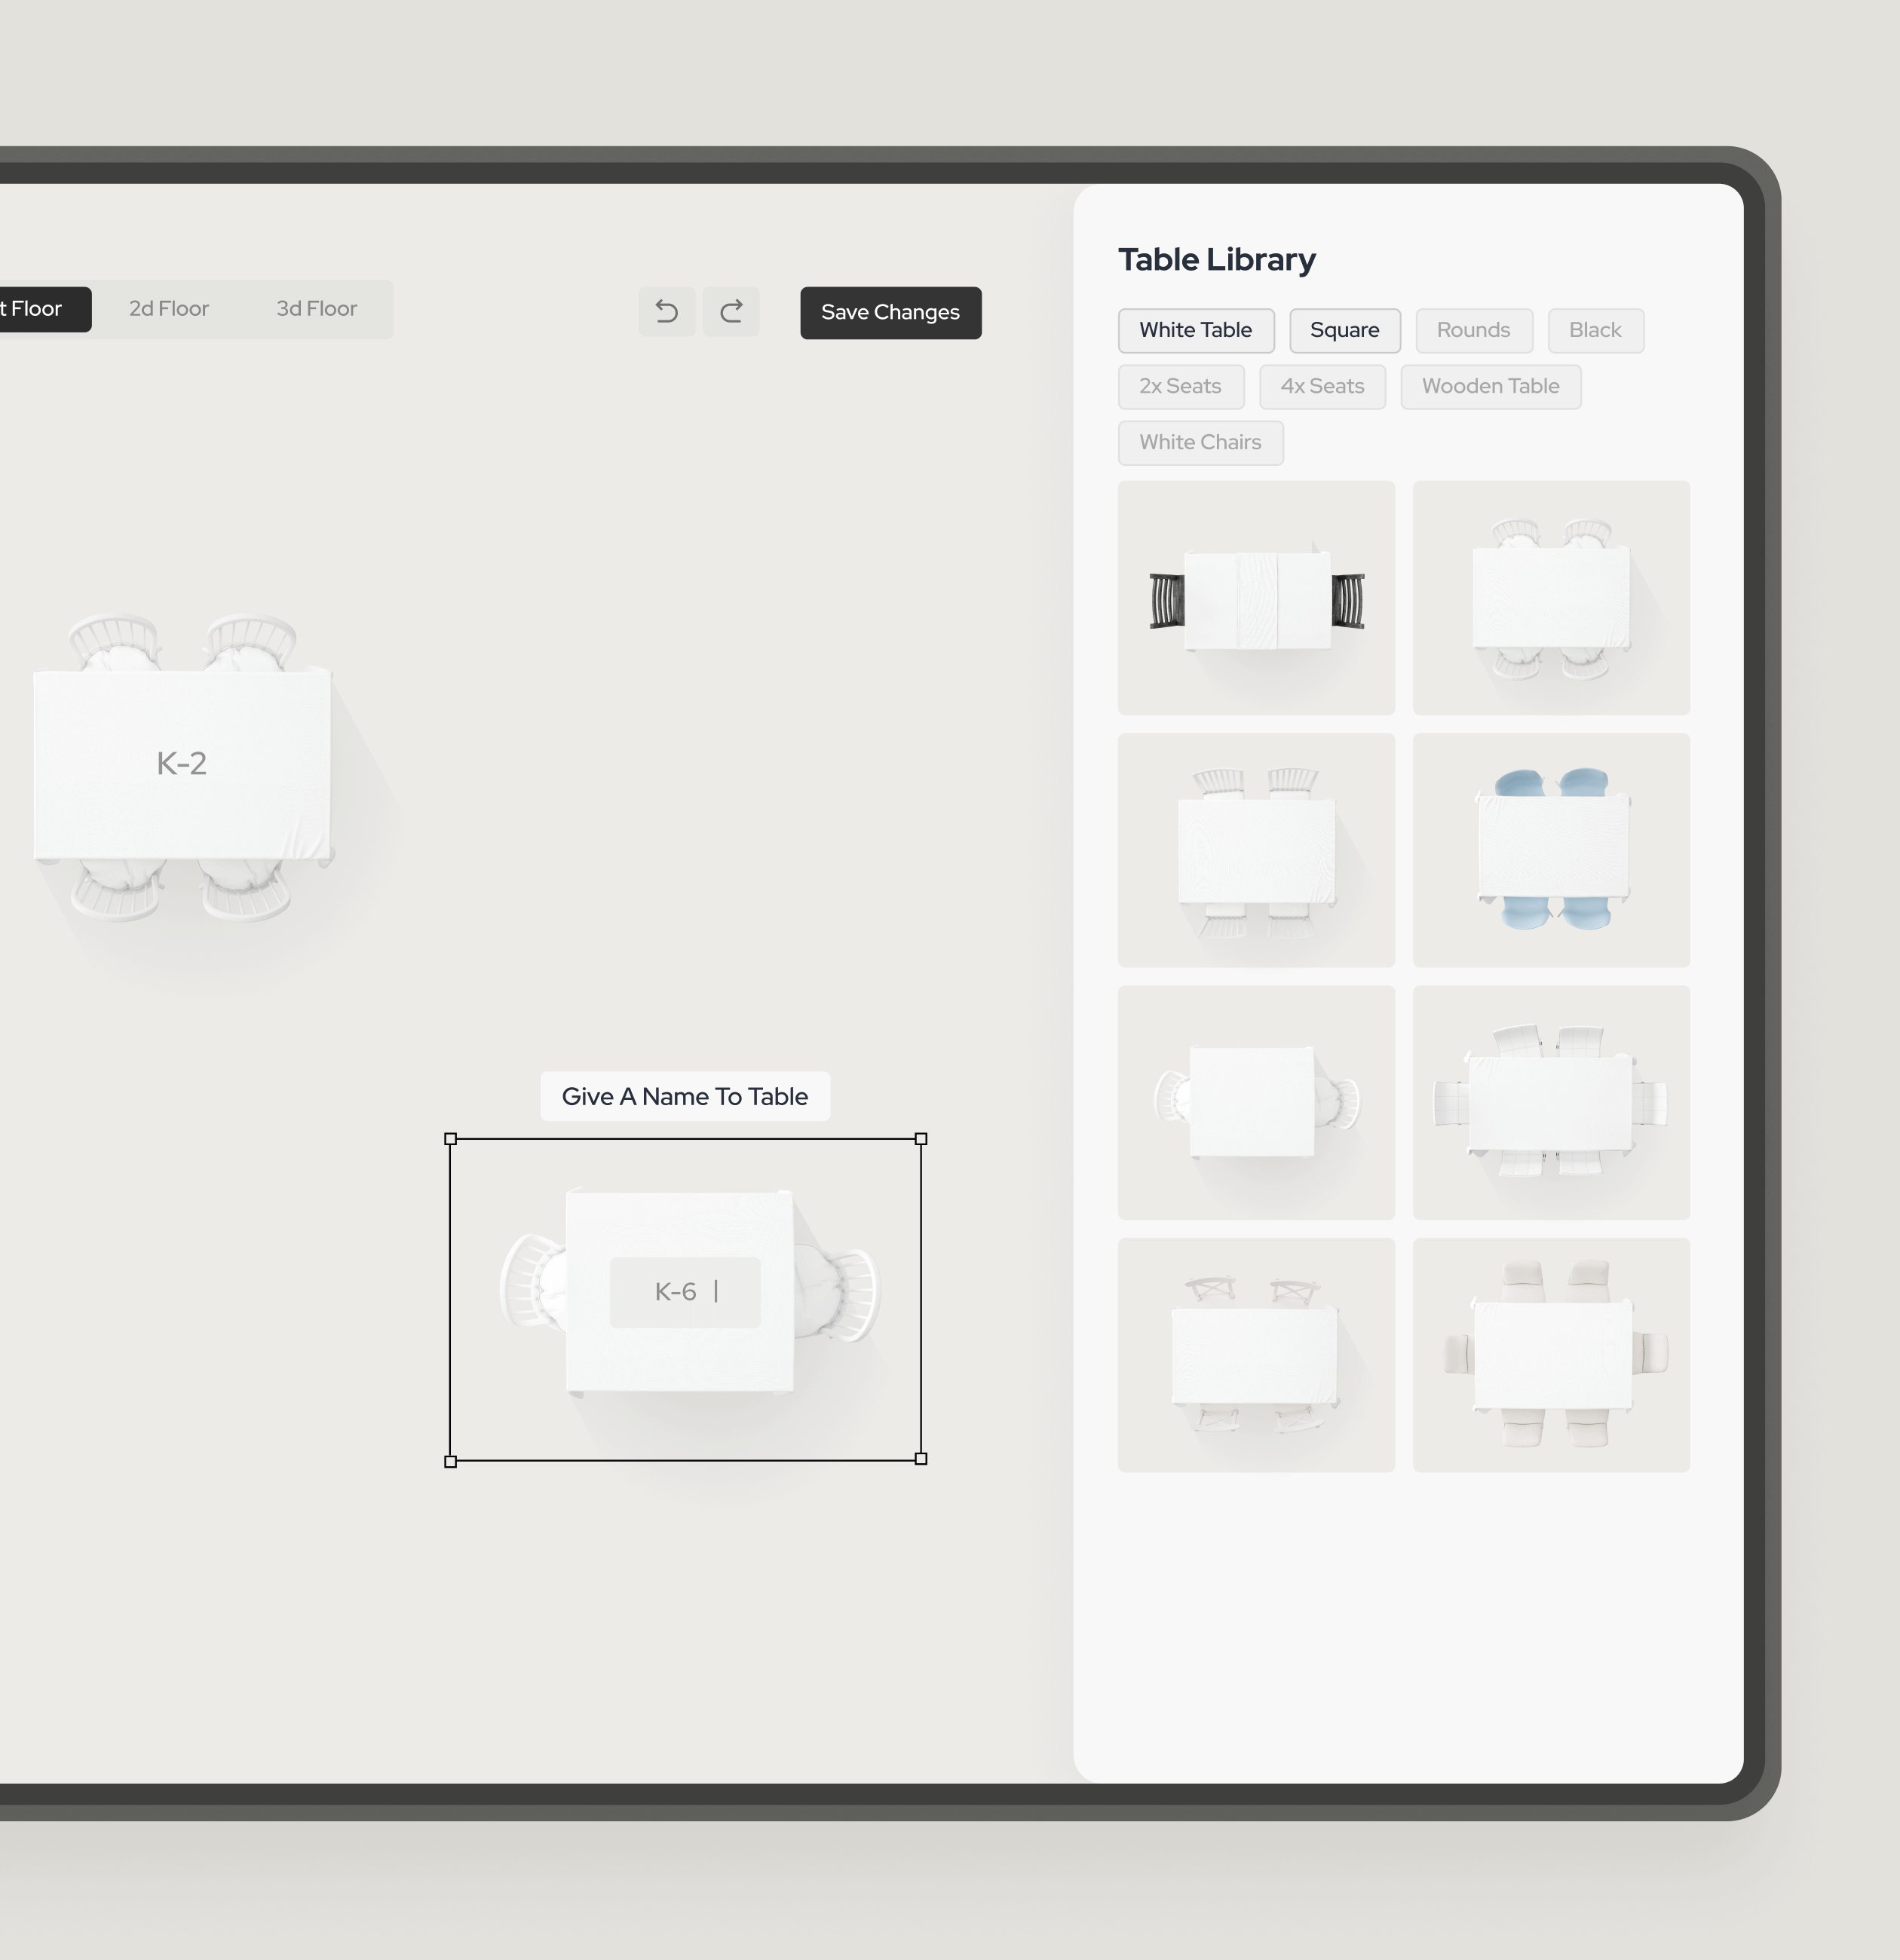 t Floor 2d Floor 3d Floor
Save Changes
Table Library
White Table Square Rounds Black
2x Seats 4x Seats Wooden Table
White Chairs
K-2
Give A Name To Table
K-6